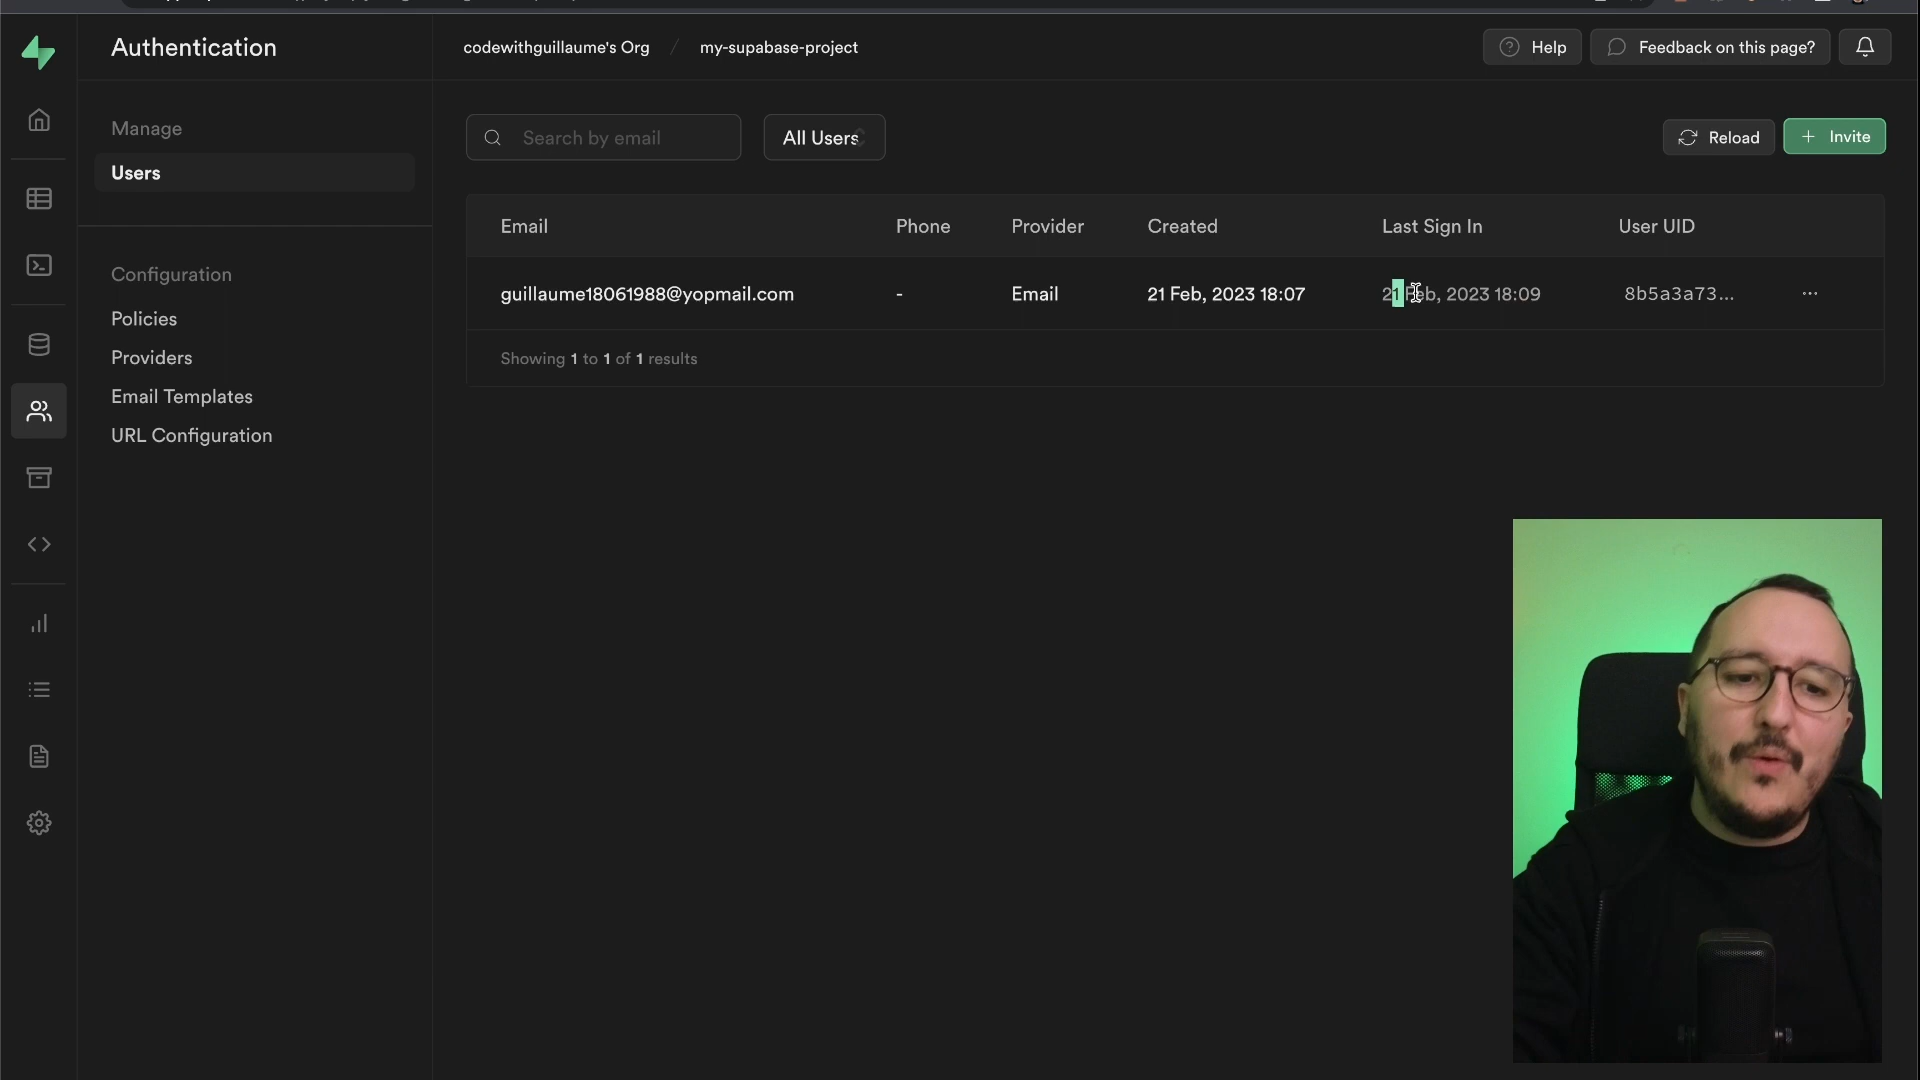 Authentication
codewithguillaume's Org / my-supabase-project
Help
Feedback on this page?
Manage
Users
Configuration
Policies
Providers
Email Templates
URL Configuration
Search by email
All Users
Reload
+ Invite
Email Phone Provider Created Last Sign In User UID
guillaume18061988@yopmail.com - Email 21 Feb, 2023 18:07 21 Feb, 2023 18:09 8b5a3a73... ...
Showing 1 to 1 of 1 results